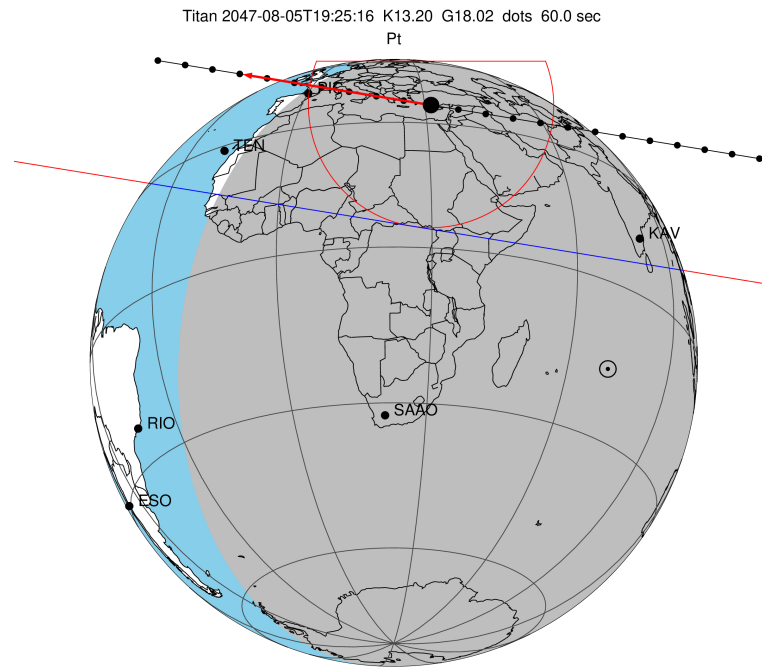 Titan 2047-08-05T19:25:16 K13.20 G18.02 dots 60.0 sec
Pt
PIC
TEN
KAV
SAAO
RIO
ESO